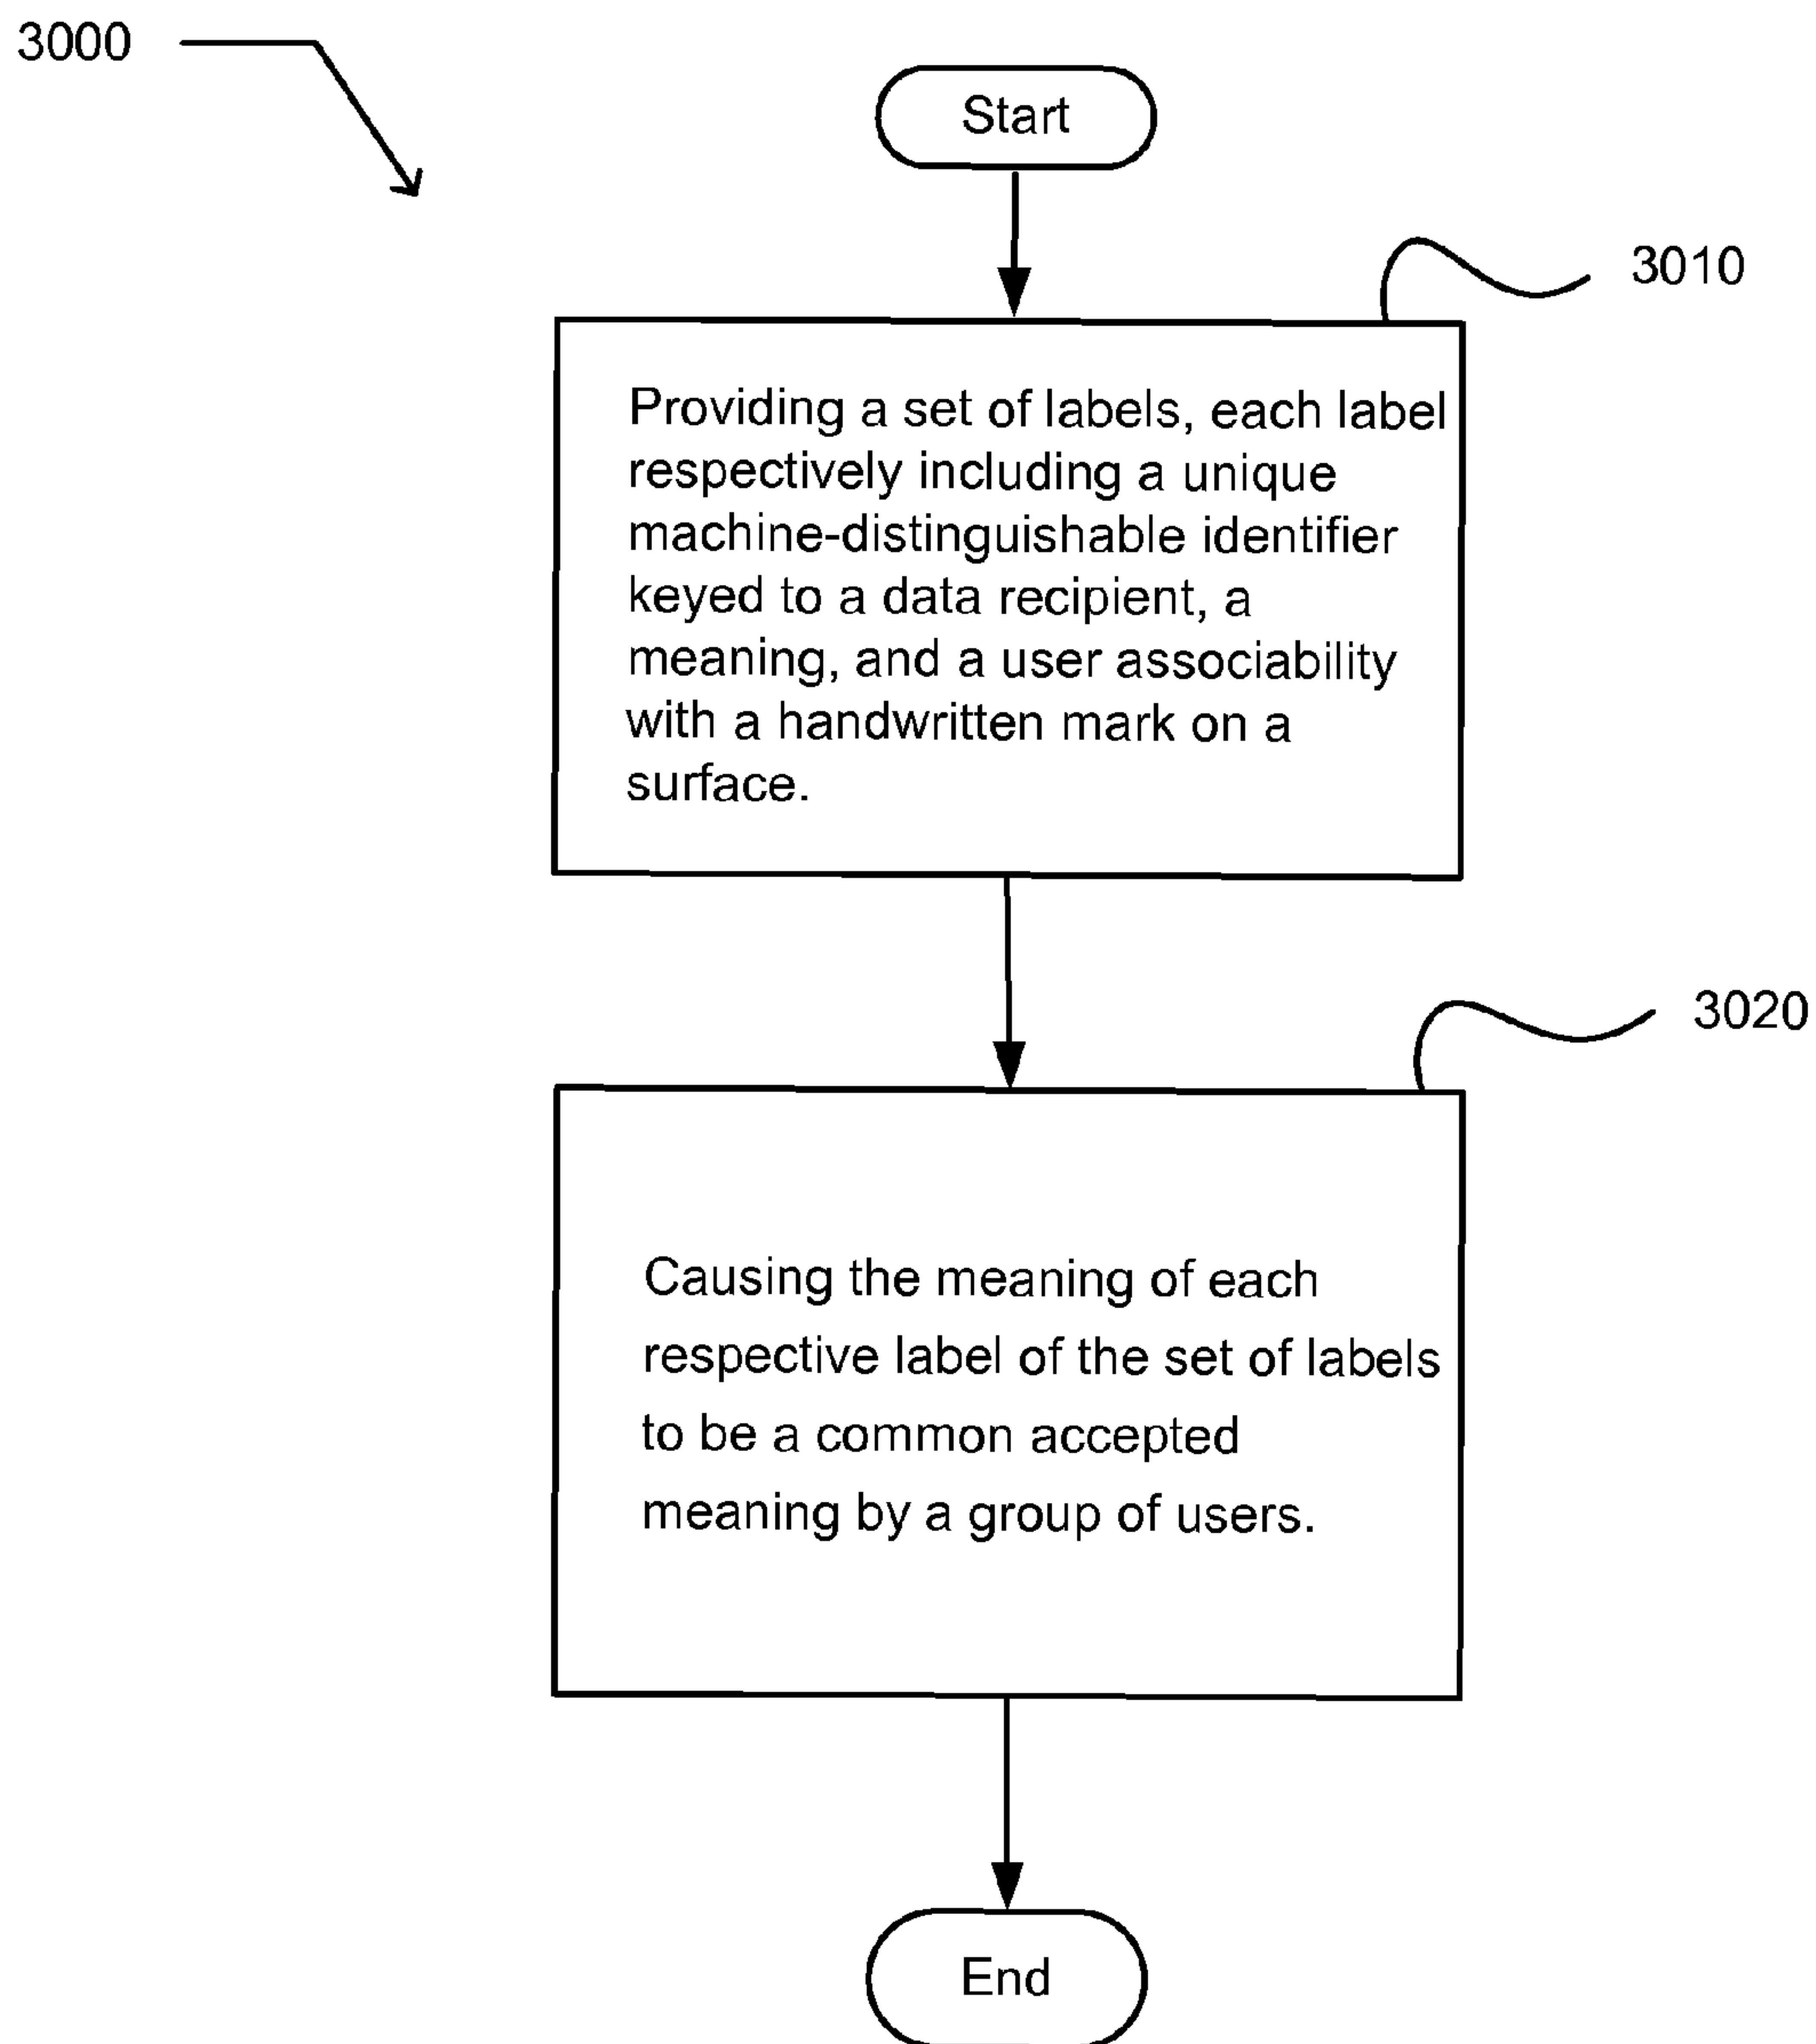 3000
Start
3010
Providing a set of labels, each label
respectively including a unique
machine-distinguishable identifier
keyed to a data recipient, a
meaning, and a user associability
with a handwritten mark on a
surface.
3020
Causing the meaning of each
respective label of the set of labels
to be a common accepted
meaning by a group of users.
End